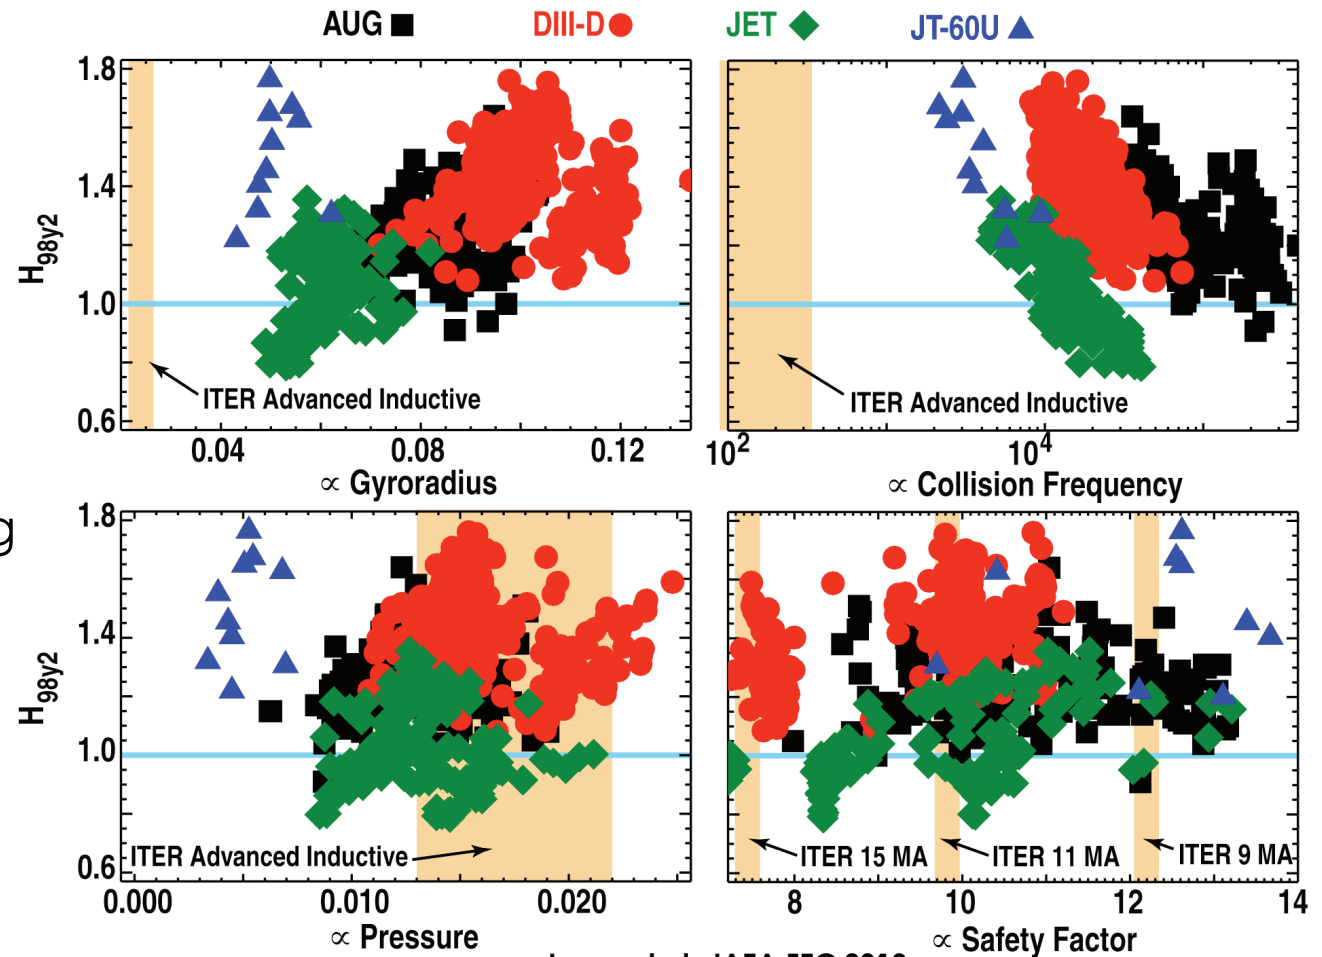 AUG DIII-D JET JT-60U
1.8
1.4
1.0
0.6
H98y2
ITER Advanced Inductive
0.04 0.08 0.12
∝ Gyroradius
ITER Advanced Inductive
10² 10⁴
∝ Collision Frequency
g
1.8
1.4
1.0
0.6
H98y2
ITER Advanced Inductive
0.000 0.010 0.020
∝ Pressure
ITER 15 MA ITER 11 MA ITER 9 MA
8 10 12 14
∝ Safety Factor